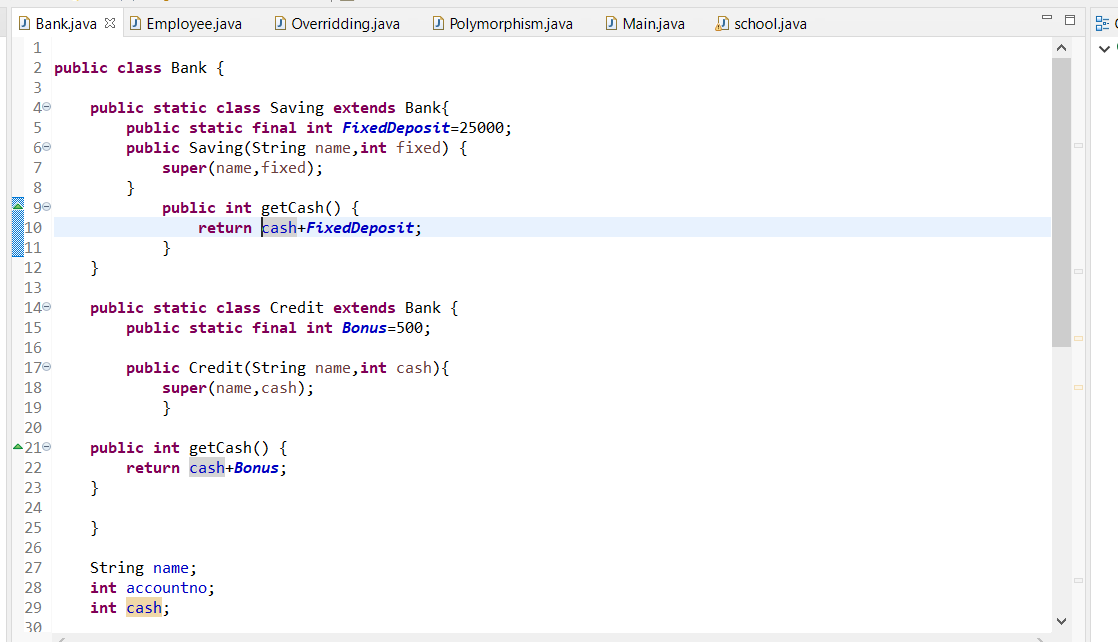 Bank.java Employee.java Overridding.java Polymorphism.java Main.java school.java
1
2 public class Bank {
3
4 public static class Saving extends Bank{
5 public static final int FixedDeposit=25000;
6 public Saving(String name,int fixed) {
7 super(name,fixed);
8 }
9 public int getCash() {
10 return cash+FixedDeposit;
11 }
12 }
13
14 public static class Credit extends Bank {
15 public static final int Bonus=500;
16
17 public Credit(String name,int cash){
18 super(name,cash);
19 }
20
21 public int getCash() {
22 return cash+Bonus;
23 }
24
25 }
26
27 String name;
28 int accountno;
29 int cash;
30